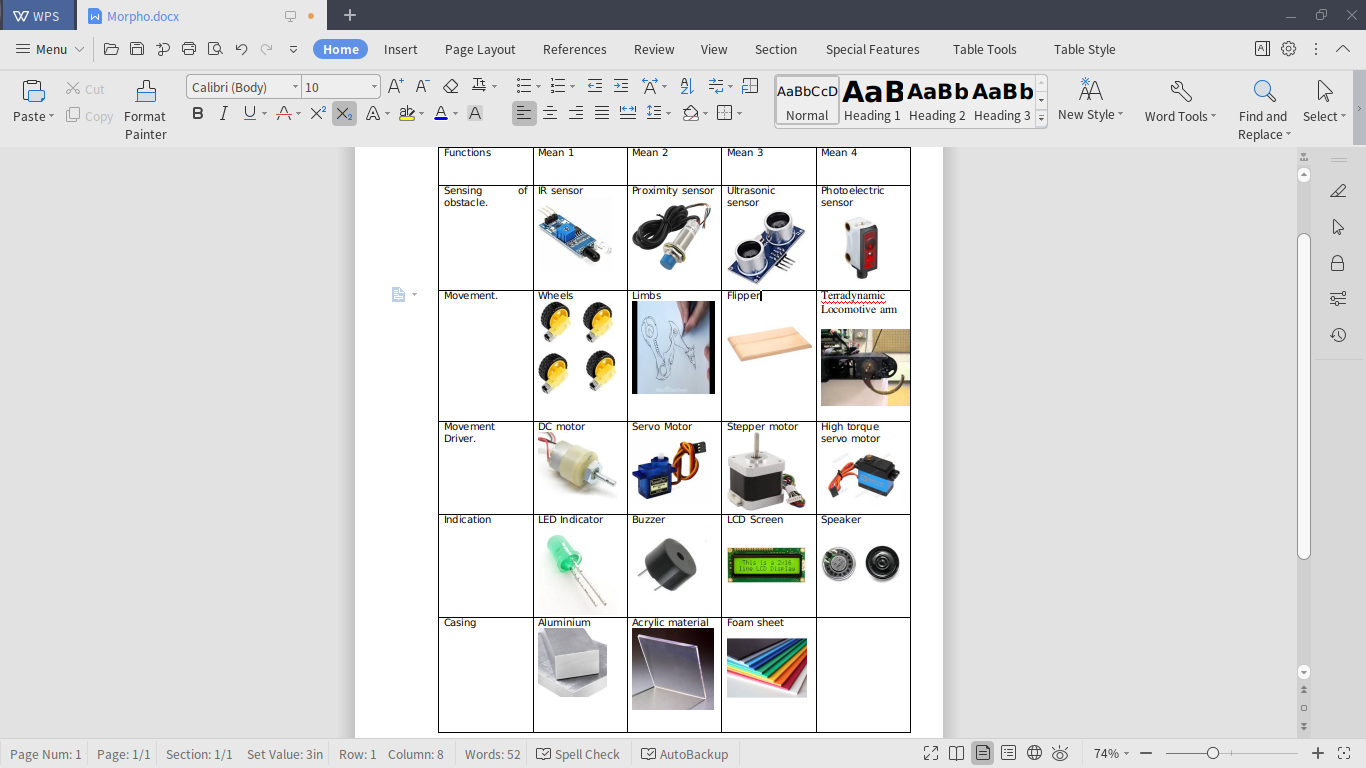 WPS
Morpho.docx
Menu
Home
Insert
Page Layout
References
Review
View
Section
Special Features
Table Tools
Table Style
Paste
Cut
Copy
Format
Painter
Calibri (Body)
10
AaBbCcD
Normal
AaB
Heading 1
AaBb
Heading 2
AaBb
Heading 3
New Style
Word Tools
Find and
Replace
Select
Functions
Mean 1
Mean 2
Mean 3
Mean 4
Sensing of
obstacle.
IR sensor
Proximity sensor
Ultrasonic
sensor
Photoelectric
sensor
Movement.
Wheels
Limbs
Flipper
Terradynamic
Locomotive arm
Movement
Driver.
DC motor
Servo Motor
Stepper motor
High torque
servo motor
Indication
LED Indicator
Buzzer
LCD Screen
This is a 2x16
line LCD Display
Speaker
Casing
Aluminium
Acrylic material
Foam sheet
Page Num: 1
Page: 1/1
Section: 1/1
Set Value: 3in
Row: 1
Column: 8
Words: 52
Spell Check
AutoBackup
74%